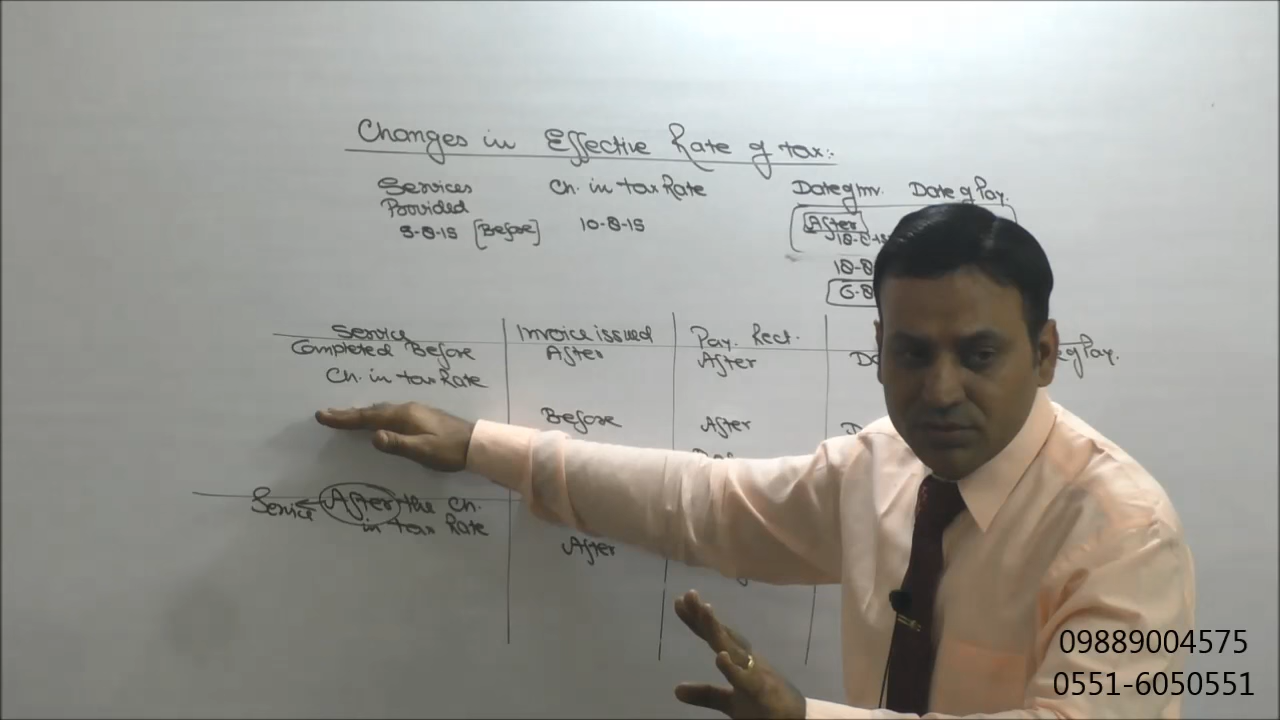 Changes in Effective Rate of tax:-
Services Ch. in tax Rate Date of Inv. Date of Pay.
Provided
5-8-15 [Before] 10-8-15 After
Service Invoice issued Pay. Rect.
Completed Before After After of Pay.
Ch. in tax Rate
Before After
Service After the Ch.
in tax Rate
After
09889004575
0551-6050551